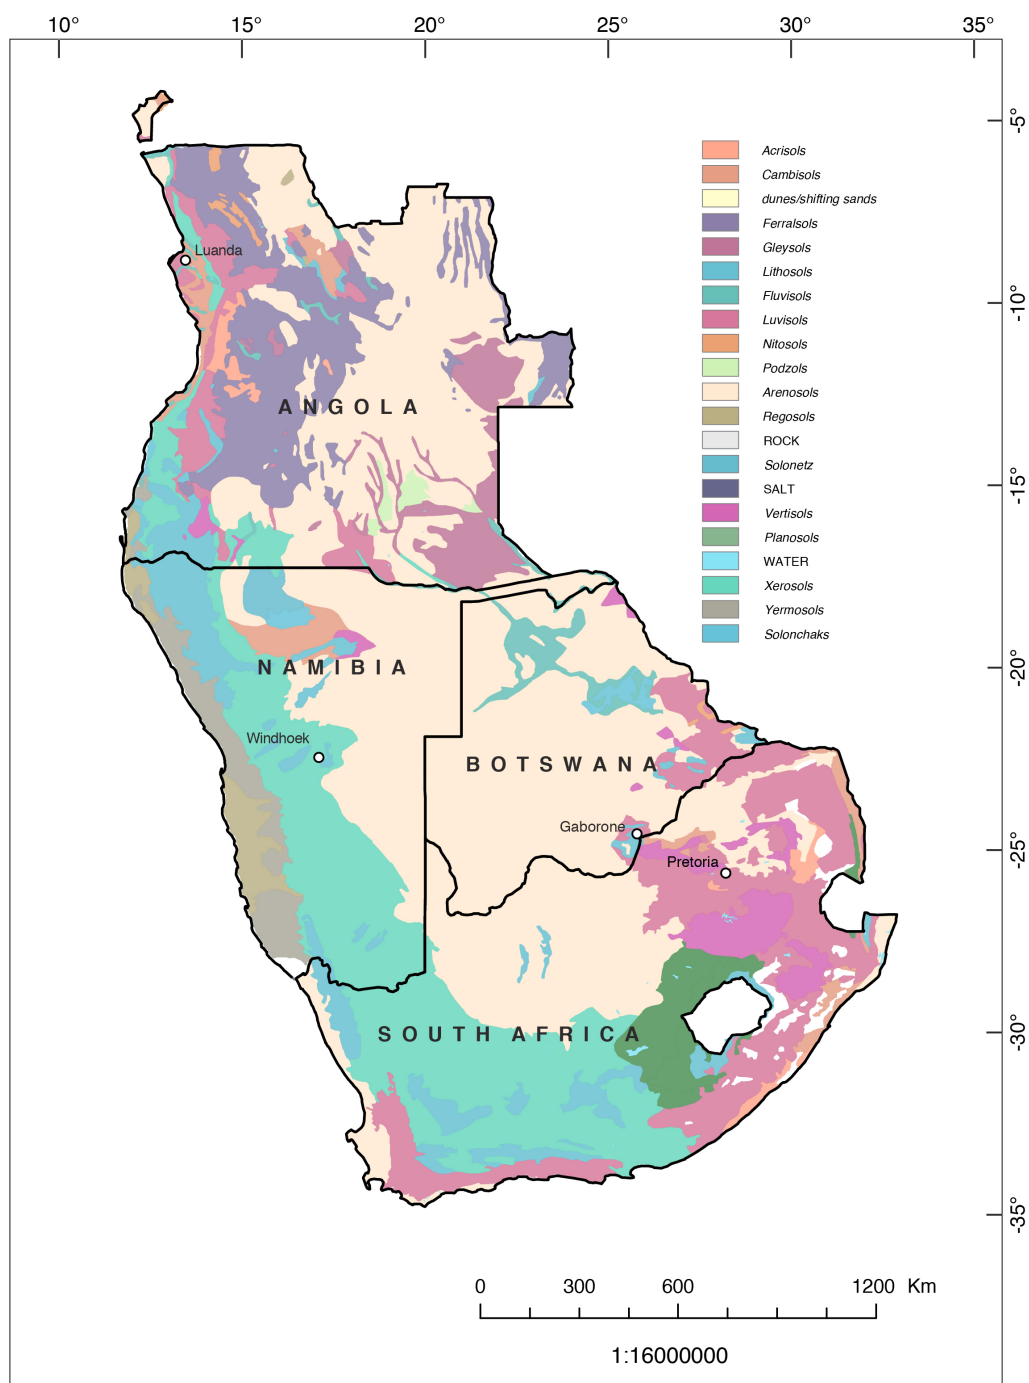 10° 15° 20° 25° 30° 35°
-5°
Acrisols
Cambisols
dunes/shifting sands
Ferralsols
Gleysols
Luanda
Lithosols
Fluvisols
-10°
Luvisols
Nitosols
Podzols
Arenosols
ANGOLA
Regosols
ROCK
Solonetz
-15°
SALT
Vertisols
Planosols
WATER
Xerosols
Yermosols
Solonchaks
NAMIBIA
-20°
Windhoek
BOTSWANA
Gaborone
-25°
Pretoria
SOUTH AFRICA
-30°
-35°
0 300 600 1200 Km
1:16000000